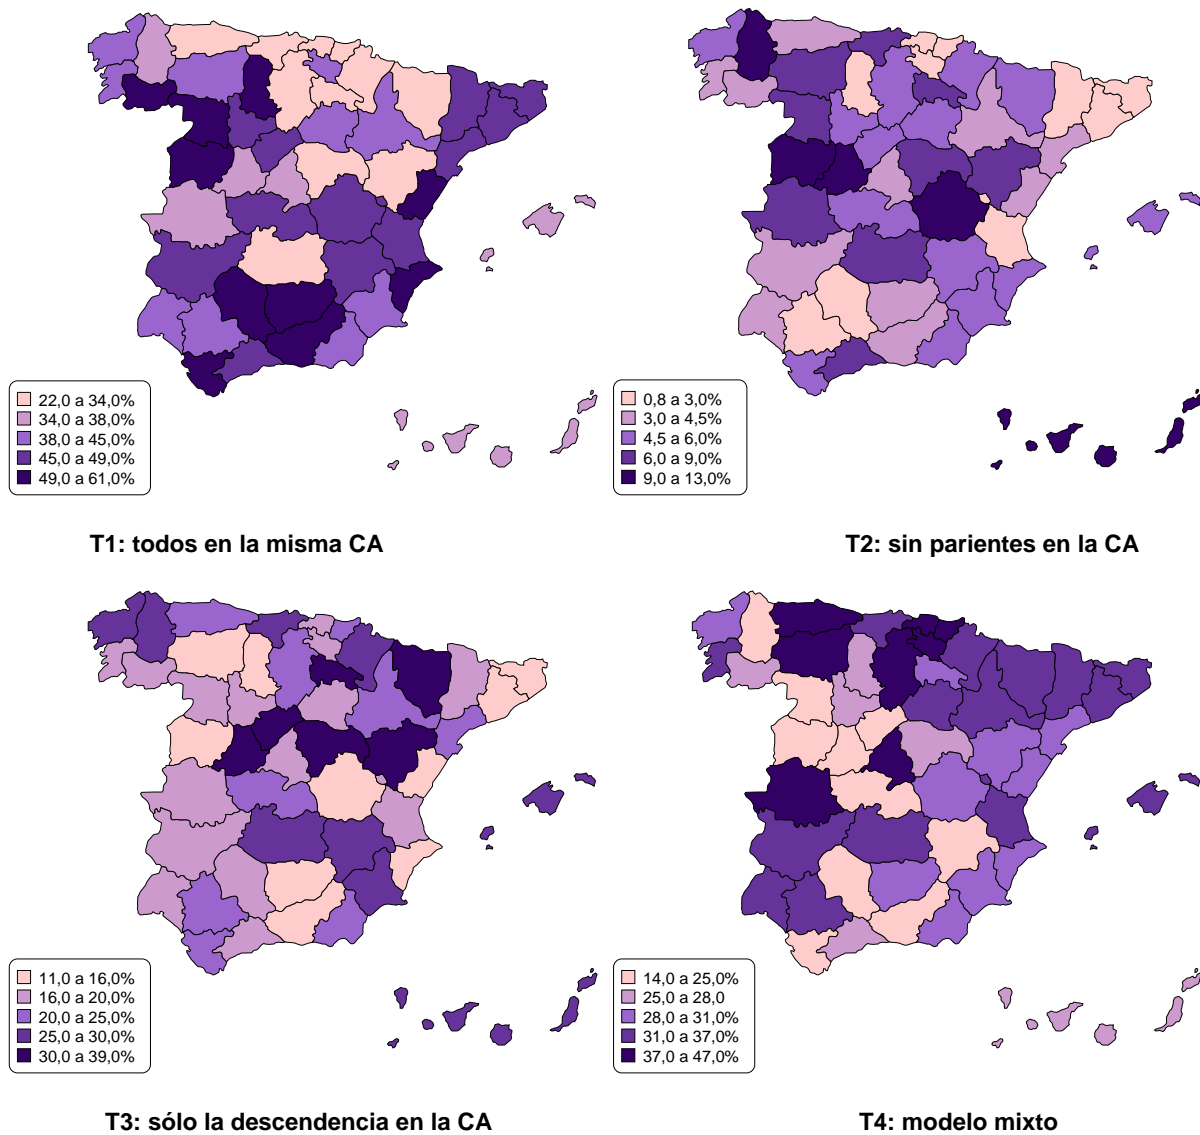 22,0 a 34,0%
34,0 a 38,0%
38,0 a 45,0%
45,0 a 49,0%
49,0 a 61,0%
T1: todos en la misma CA
0,8 a 3,0%
3,0 a 4,5%
4,5 a 6,0%
6,0 a 9,0%
9,0 a 13,0%
T2: sin parientes en la CA
11,0 a 16,0%
16,0 a 20,0%
20,0 a 25,0%
25,0 a 30,0%
30,0 a 39,0%
T3: sólo la descendencia en la CA
14,0 a 25,0%
25,0 a 28,0
28,0 a 31,0%
31,0 a 37,0%
37,0 a 47,0%
T4: modelo mixto